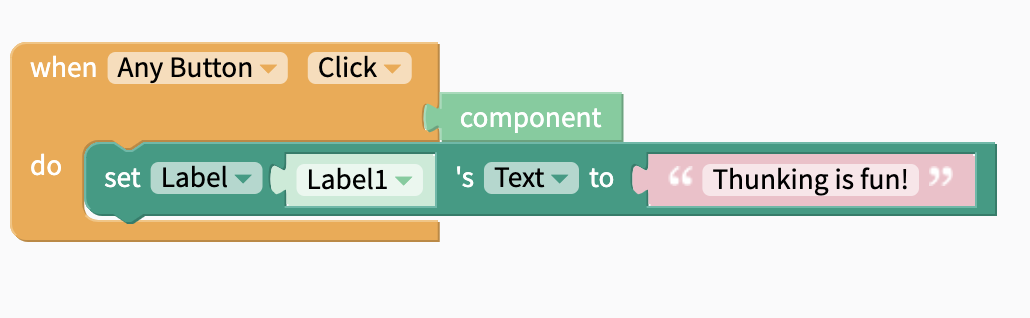 when Any Button Click
component
do set Label Label1 's Text to “ Thunking is fun! ”